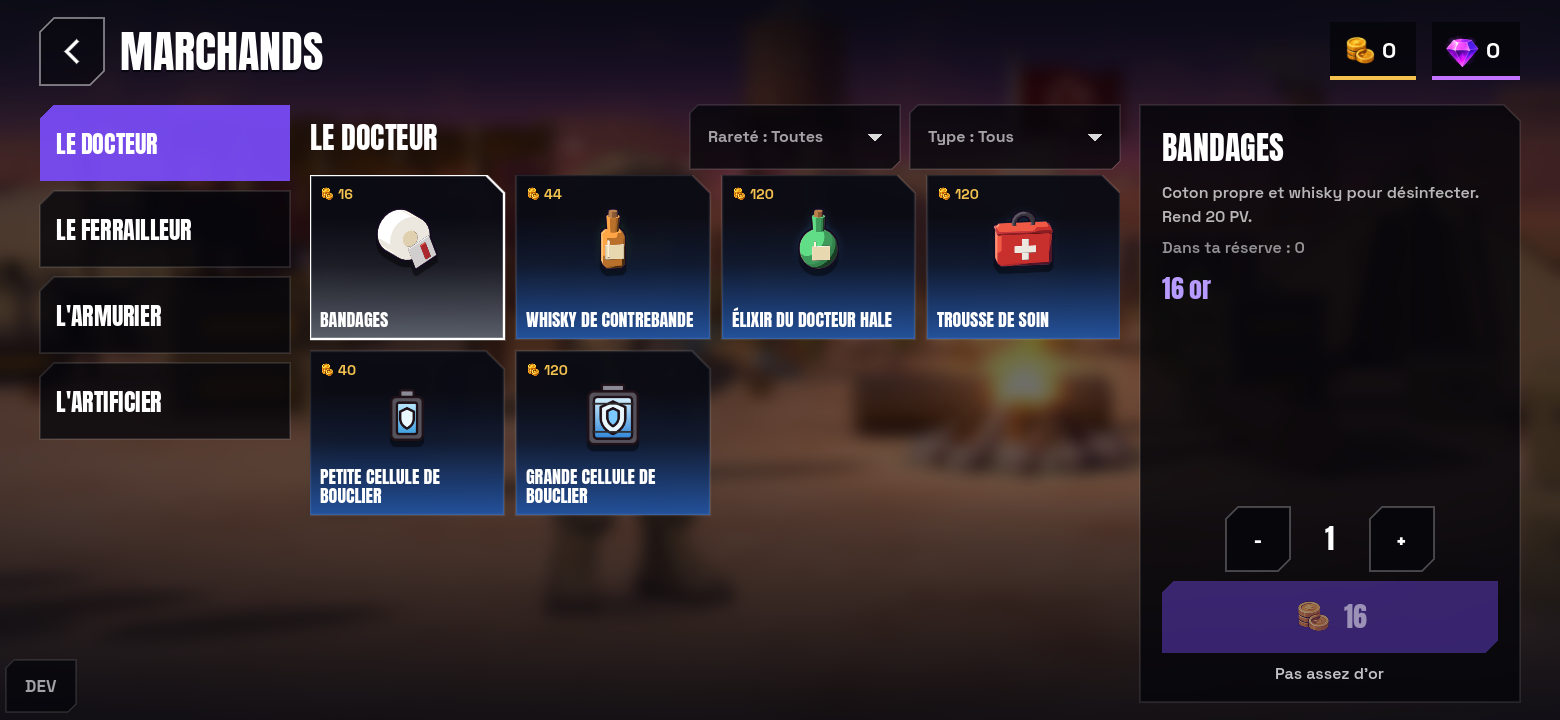 MARCHANDS
0
0
LE DOCTEUR
LE FERRAILLEUR
L'ARMURIER
L'ARTIFICIER
LE DOCTEUR
Rareté : Toutes
Type : Tous
16
BANDAGES
44
WHISKY DE CONTREBANDE
120
ÉLIXIR DU DOCTEUR HALE
120
TROUSSE DE SOIN
40
PETITE CELLULE DE
BOUCLIER
120
GRANDE CELLULE DE
BOUCLIER
BANDAGES
Coton propre et whisky pour désinfecter.
Rend 20 PV.
Dans ta réserve : 0
16 or
- 1 +
16
Pas assez d'or
DEV